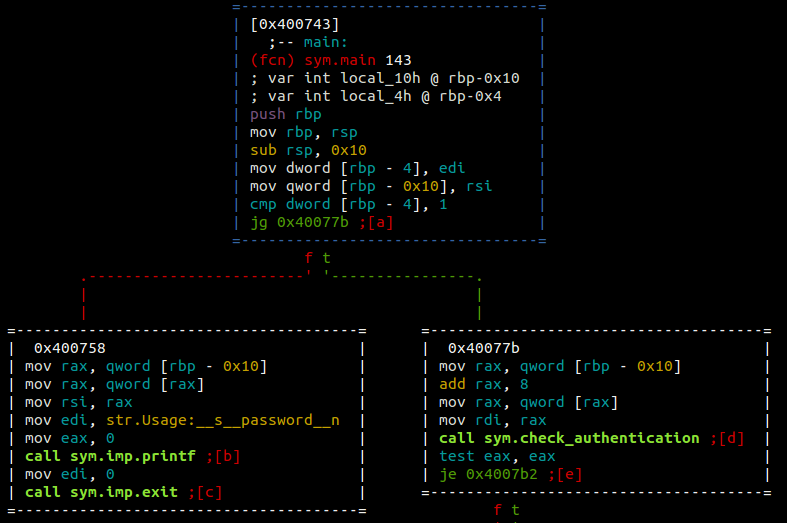 [0x400743]
;-- main:
(fcn) sym.main 143
; var int local_10h @ rbp-0x10
; var int local_4h @ rbp-0x4
push rbp
mov rbp, rsp
sub rsp, 0x10
mov dword [rbp - 4], edi
mov qword [rbp - 0x10], rsi
cmp dword [rbp - 4], 1
jg 0x40077b ;[a]
f t
0x400758
mov rax, qword [rbp - 0x10]
mov rax, qword [rax]
mov rsi, rax
mov edi, str.Usage:__s__password__n
mov eax, 0
call sym.imp.printf ;[b]
mov edi, 0
call sym.imp.exit ;[c]
0x40077b
mov rax, qword [rbp - 0x10]
add rax, 8
mov rax, qword [rax]
mov rdi, rax
call sym.check_authentication ;[d]
test eax, eax
je 0x4007b2 ;[e]
f t